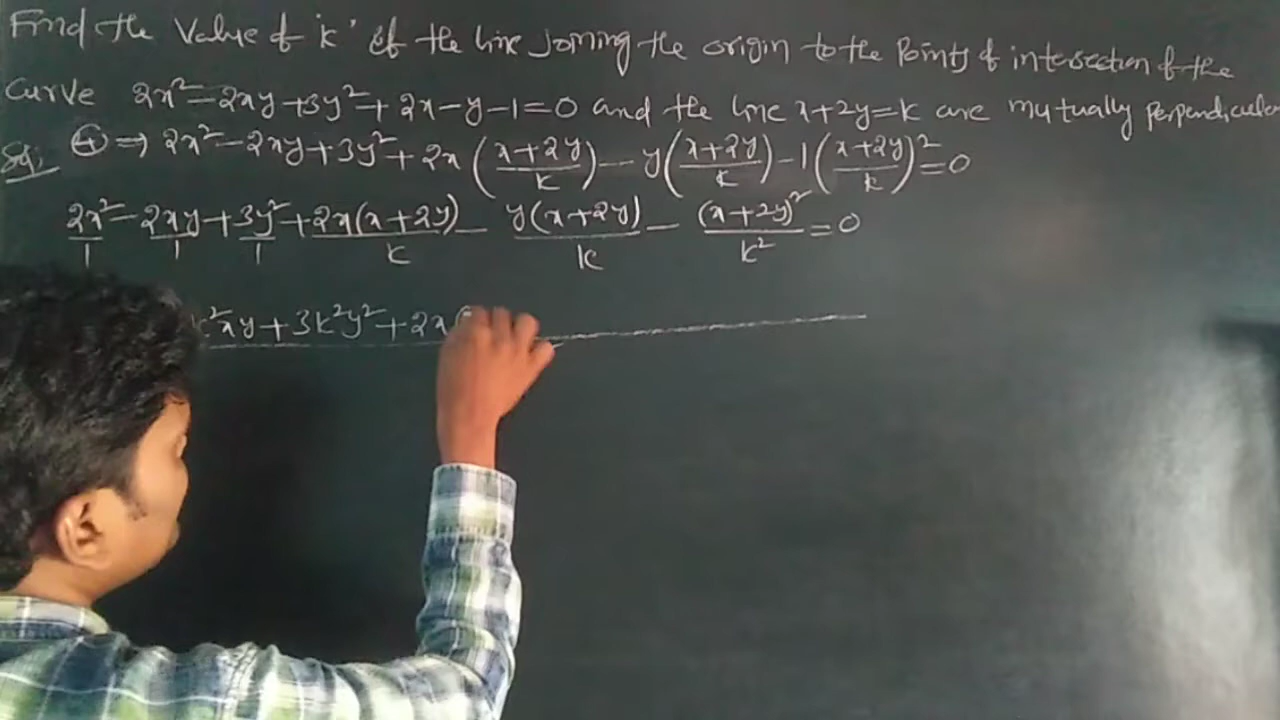 Find the Value of 'k' if the line joining the origin to the Points of intersection of the
Curve 2x²-2xy+3y²+2x-y-1=0 and the line x+2y=k are mutually perpendicular
Sol: ⇒ 2x²-2xy+3y²+2x((x+2y)/k)-y((x+2y)/k)-1((x+2y)/k)²=0
2x²/1-2xy/1+3y²/1+2x(x+2y)/k-y(x+2y)/k-(x+2y)²/k²=0
k²xy+3k²y²+2x(